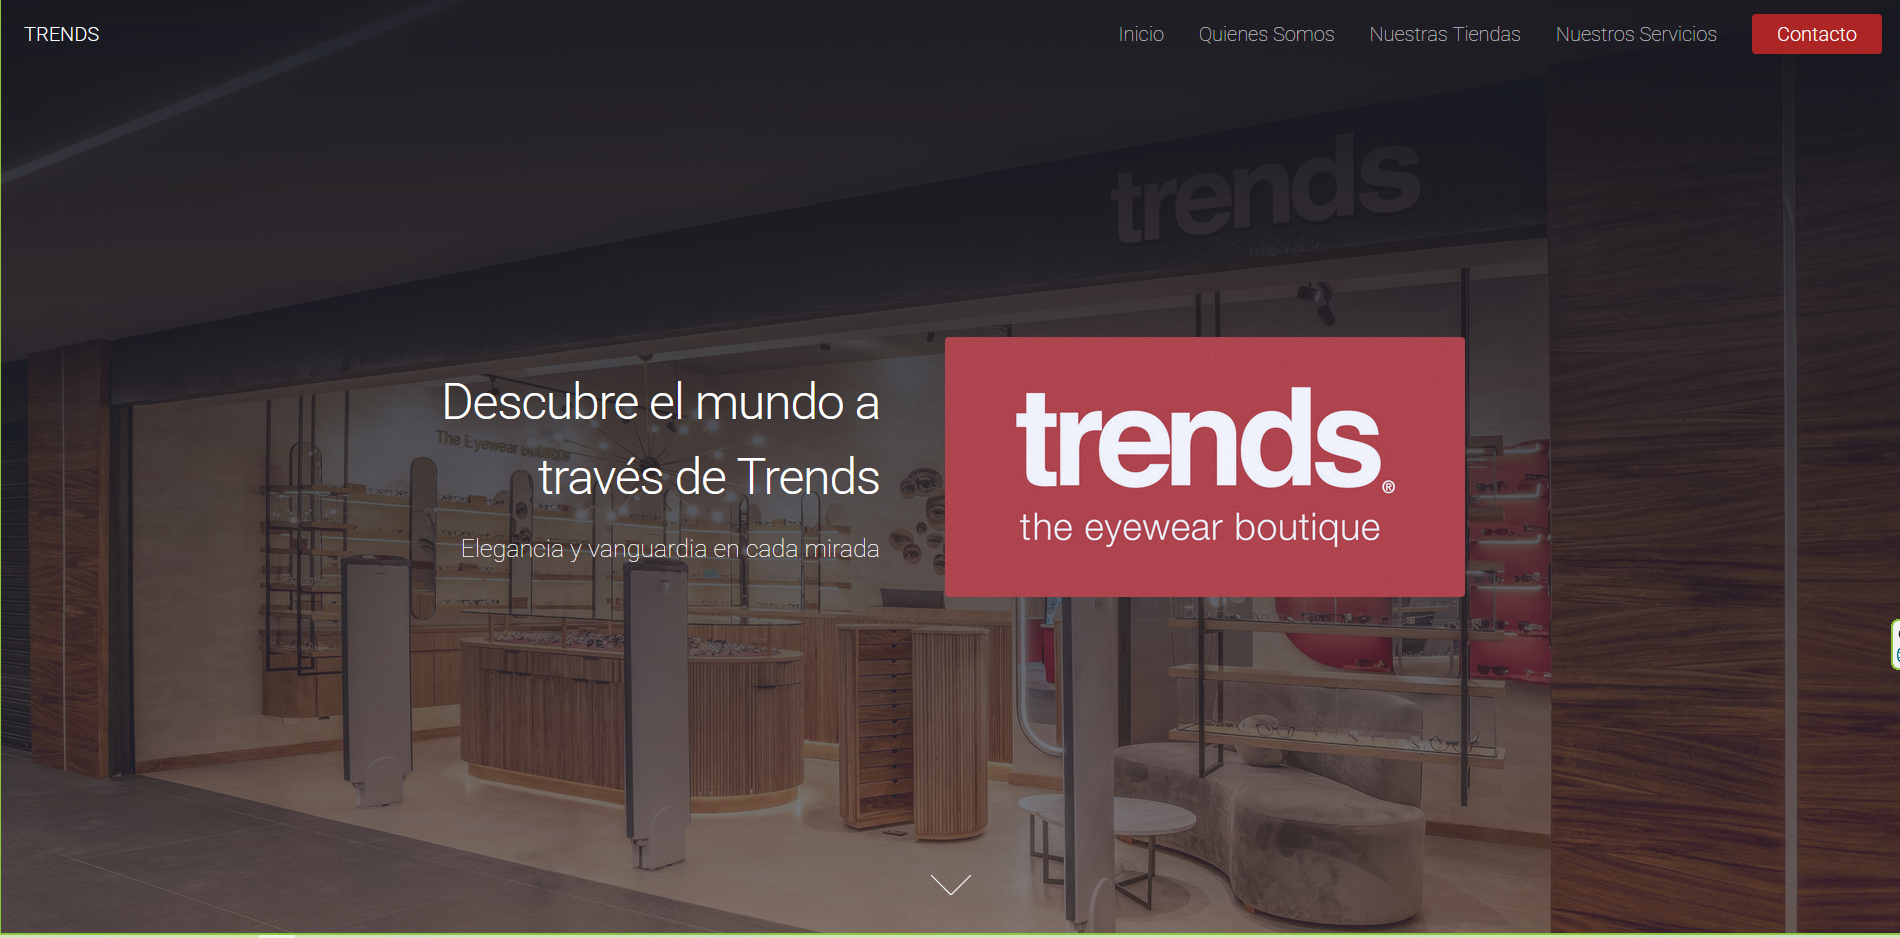 TRENDS
Inicio
Quienes Somos
Nuestras Tiendas
Nuestros Servicios
Contacto
trends
Descubre el mundo a
través de Trends
Elegancia y vanguardia en cada mirada
The Eyewear boutique
trends®
the eyewear boutique